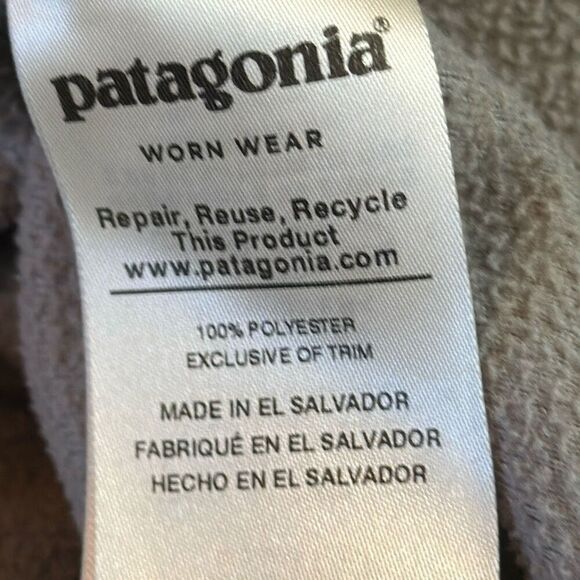 patagonia®
WORN WEAR
Repair, Reuse, Recycle
This Product
www.patagonia.com
100% POLYESTER
EXCLUSIVE OF TRIM
MADE IN EL SALVADOR
FABRIQUÉ EN EL SALVADOR
HECHO EN EL SALVADOR